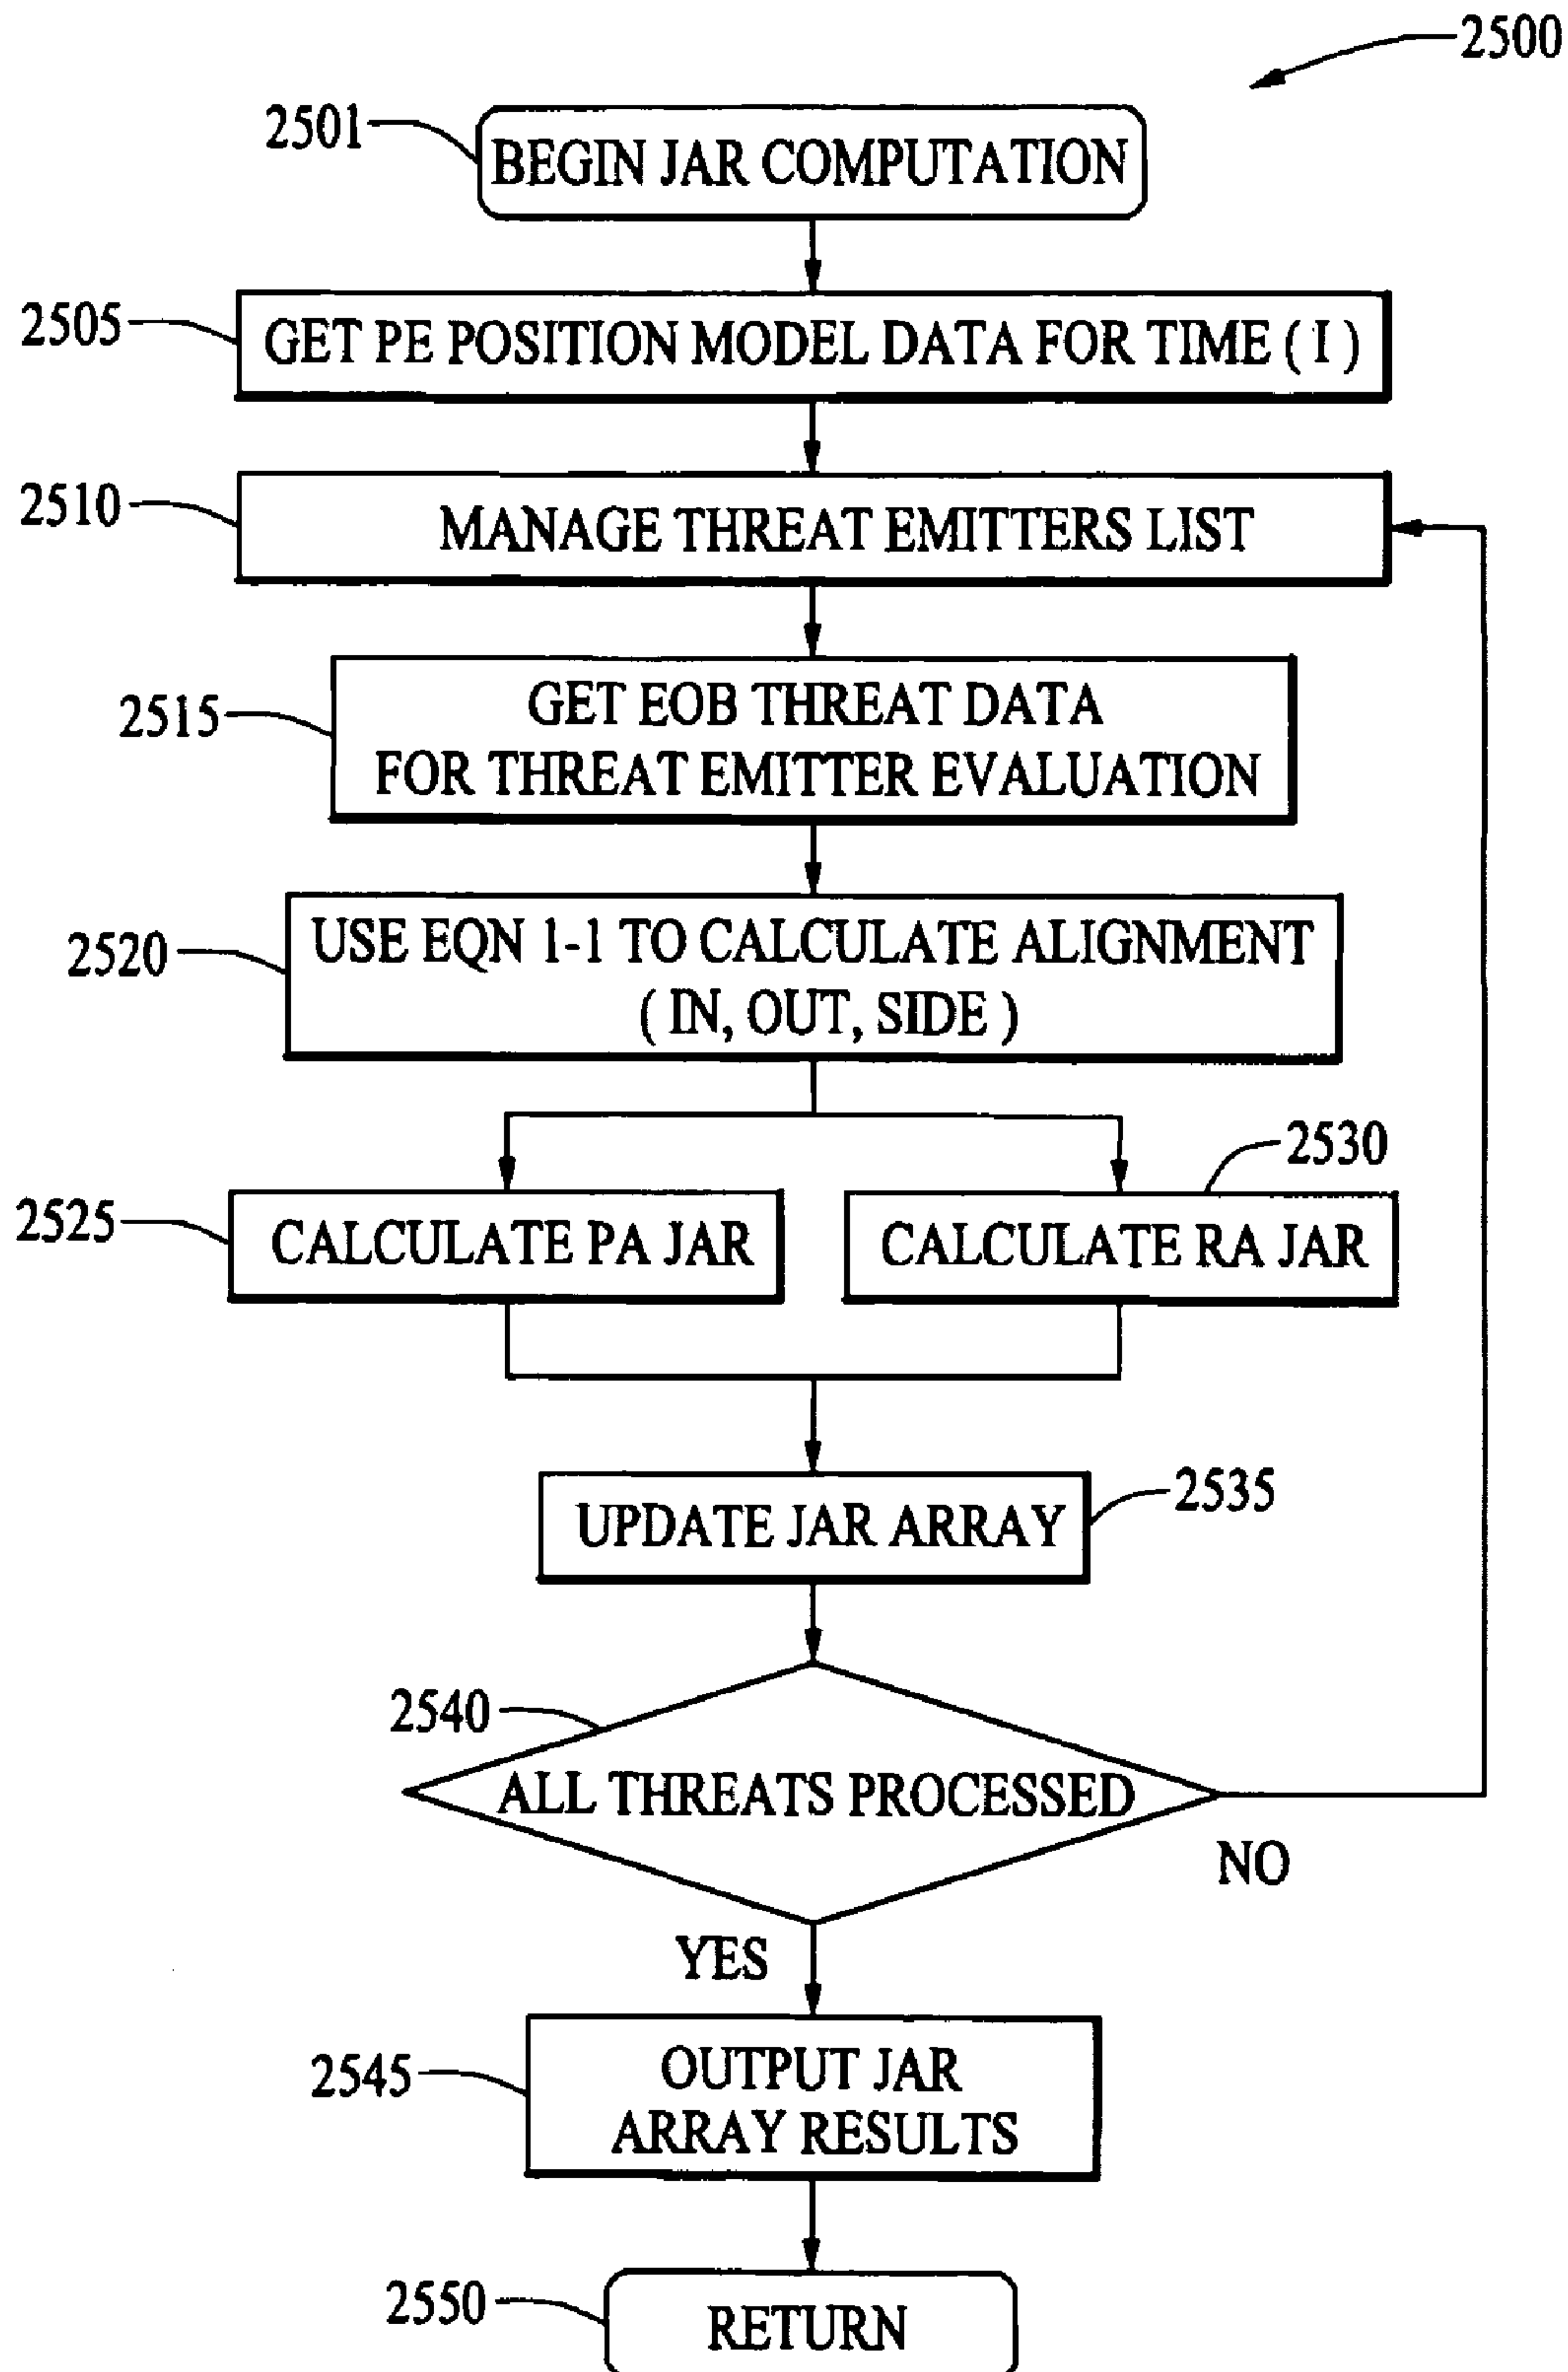 2500
2501
BEGIN JAR COMPUTATION
2505
GET PE POSITION MODEL DATA FOR TIME ( I )
2510
MANAGE THREAT EMITTERS LIST
2515
GET EOB THREAT DATA
FOR THREAT EMITTER EVALUATION
2520
USE EQN 1-1 TO CALCULATE ALIGNMENT
( IN, OUT, SIDE )
2530
2525
CALCULATE PA JAR
CALCULATE RA JAR
2535
UPDATE JAR ARRAY
2540
ALL THREATS PROCESSED
NO
YES
2545
OUTPUT JAR
ARRAY RESULTS
2550
RETURN